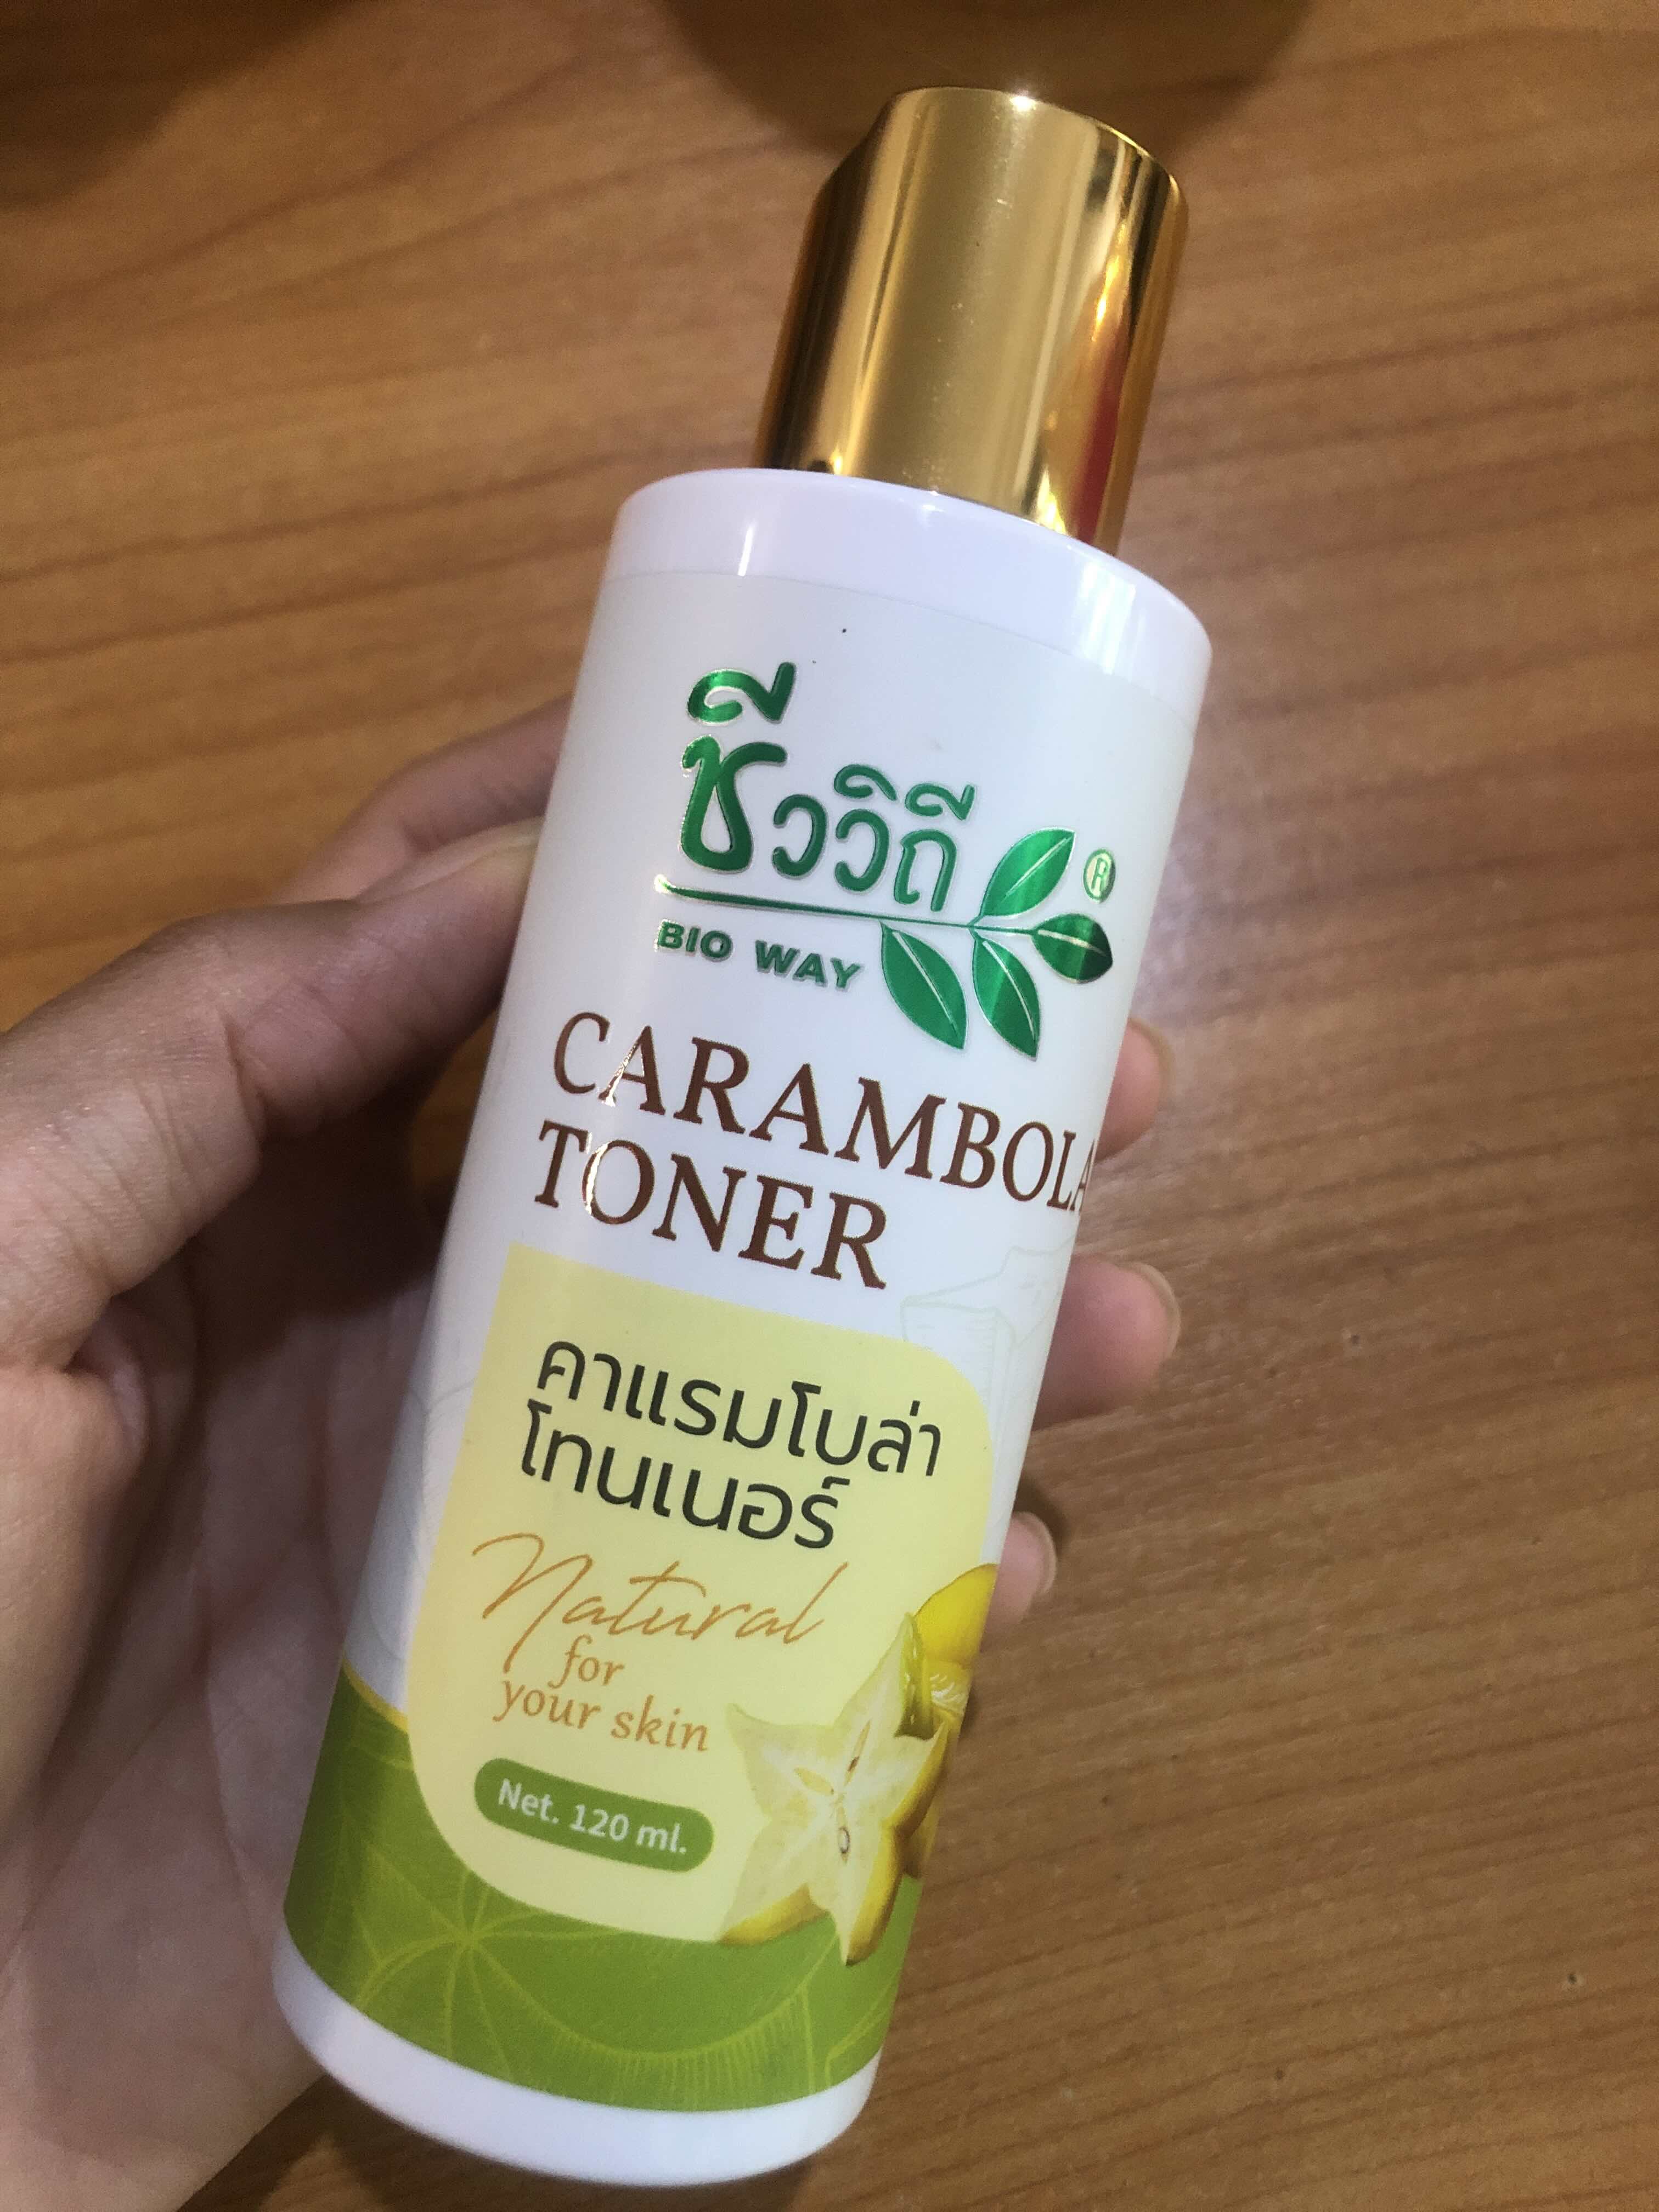 ชีววิถี ®
BIO WAY
CARAMBOLA
TONER
คาแรมโบล่า
โทนเนอร์
Natural
for
your skin
Net. 120 ml.